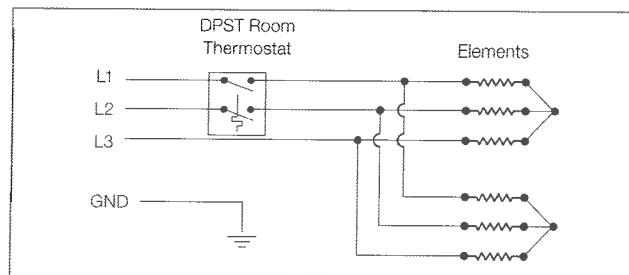 DPST Room
Thermostat
Elements
L1
L2
L3
GND